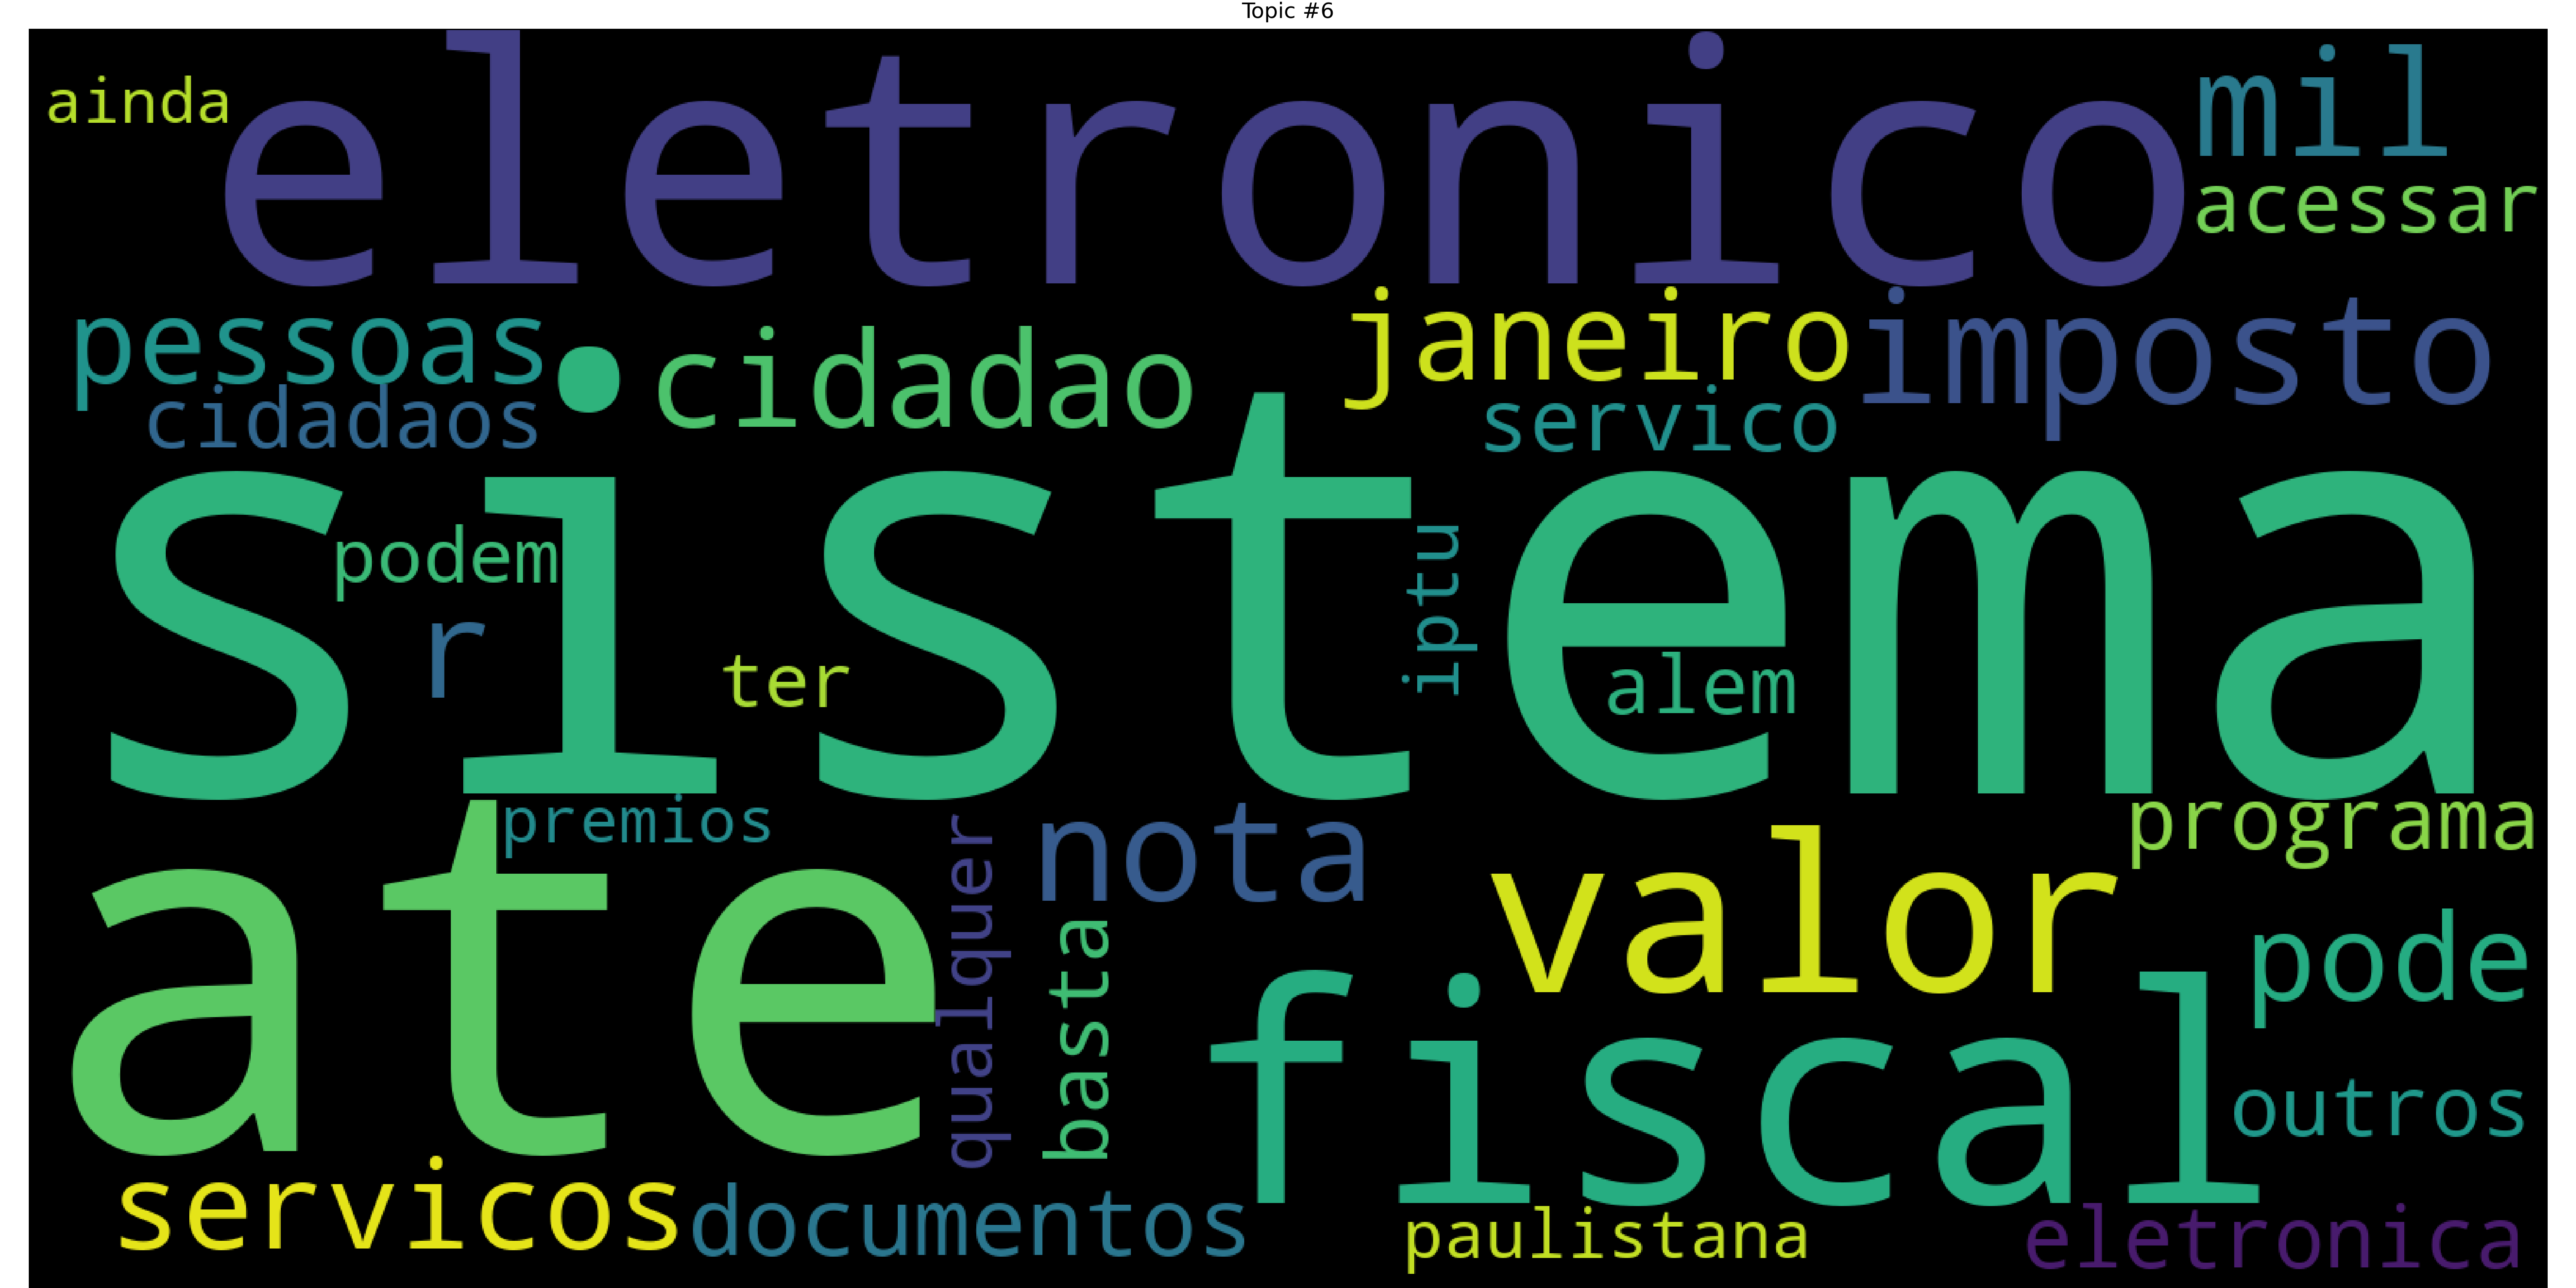 Topic #6
ainda
eletronico
mil
acessar
pessoas
cidadao
janeiro
imposto
cidadaos
servico
sistema
podem
r
ter
iptu
alem
premios
ate
qualquer
nota
basta
valor
programa
pode
fiscal
outros
servicos
documentos
paulistana
eletronica